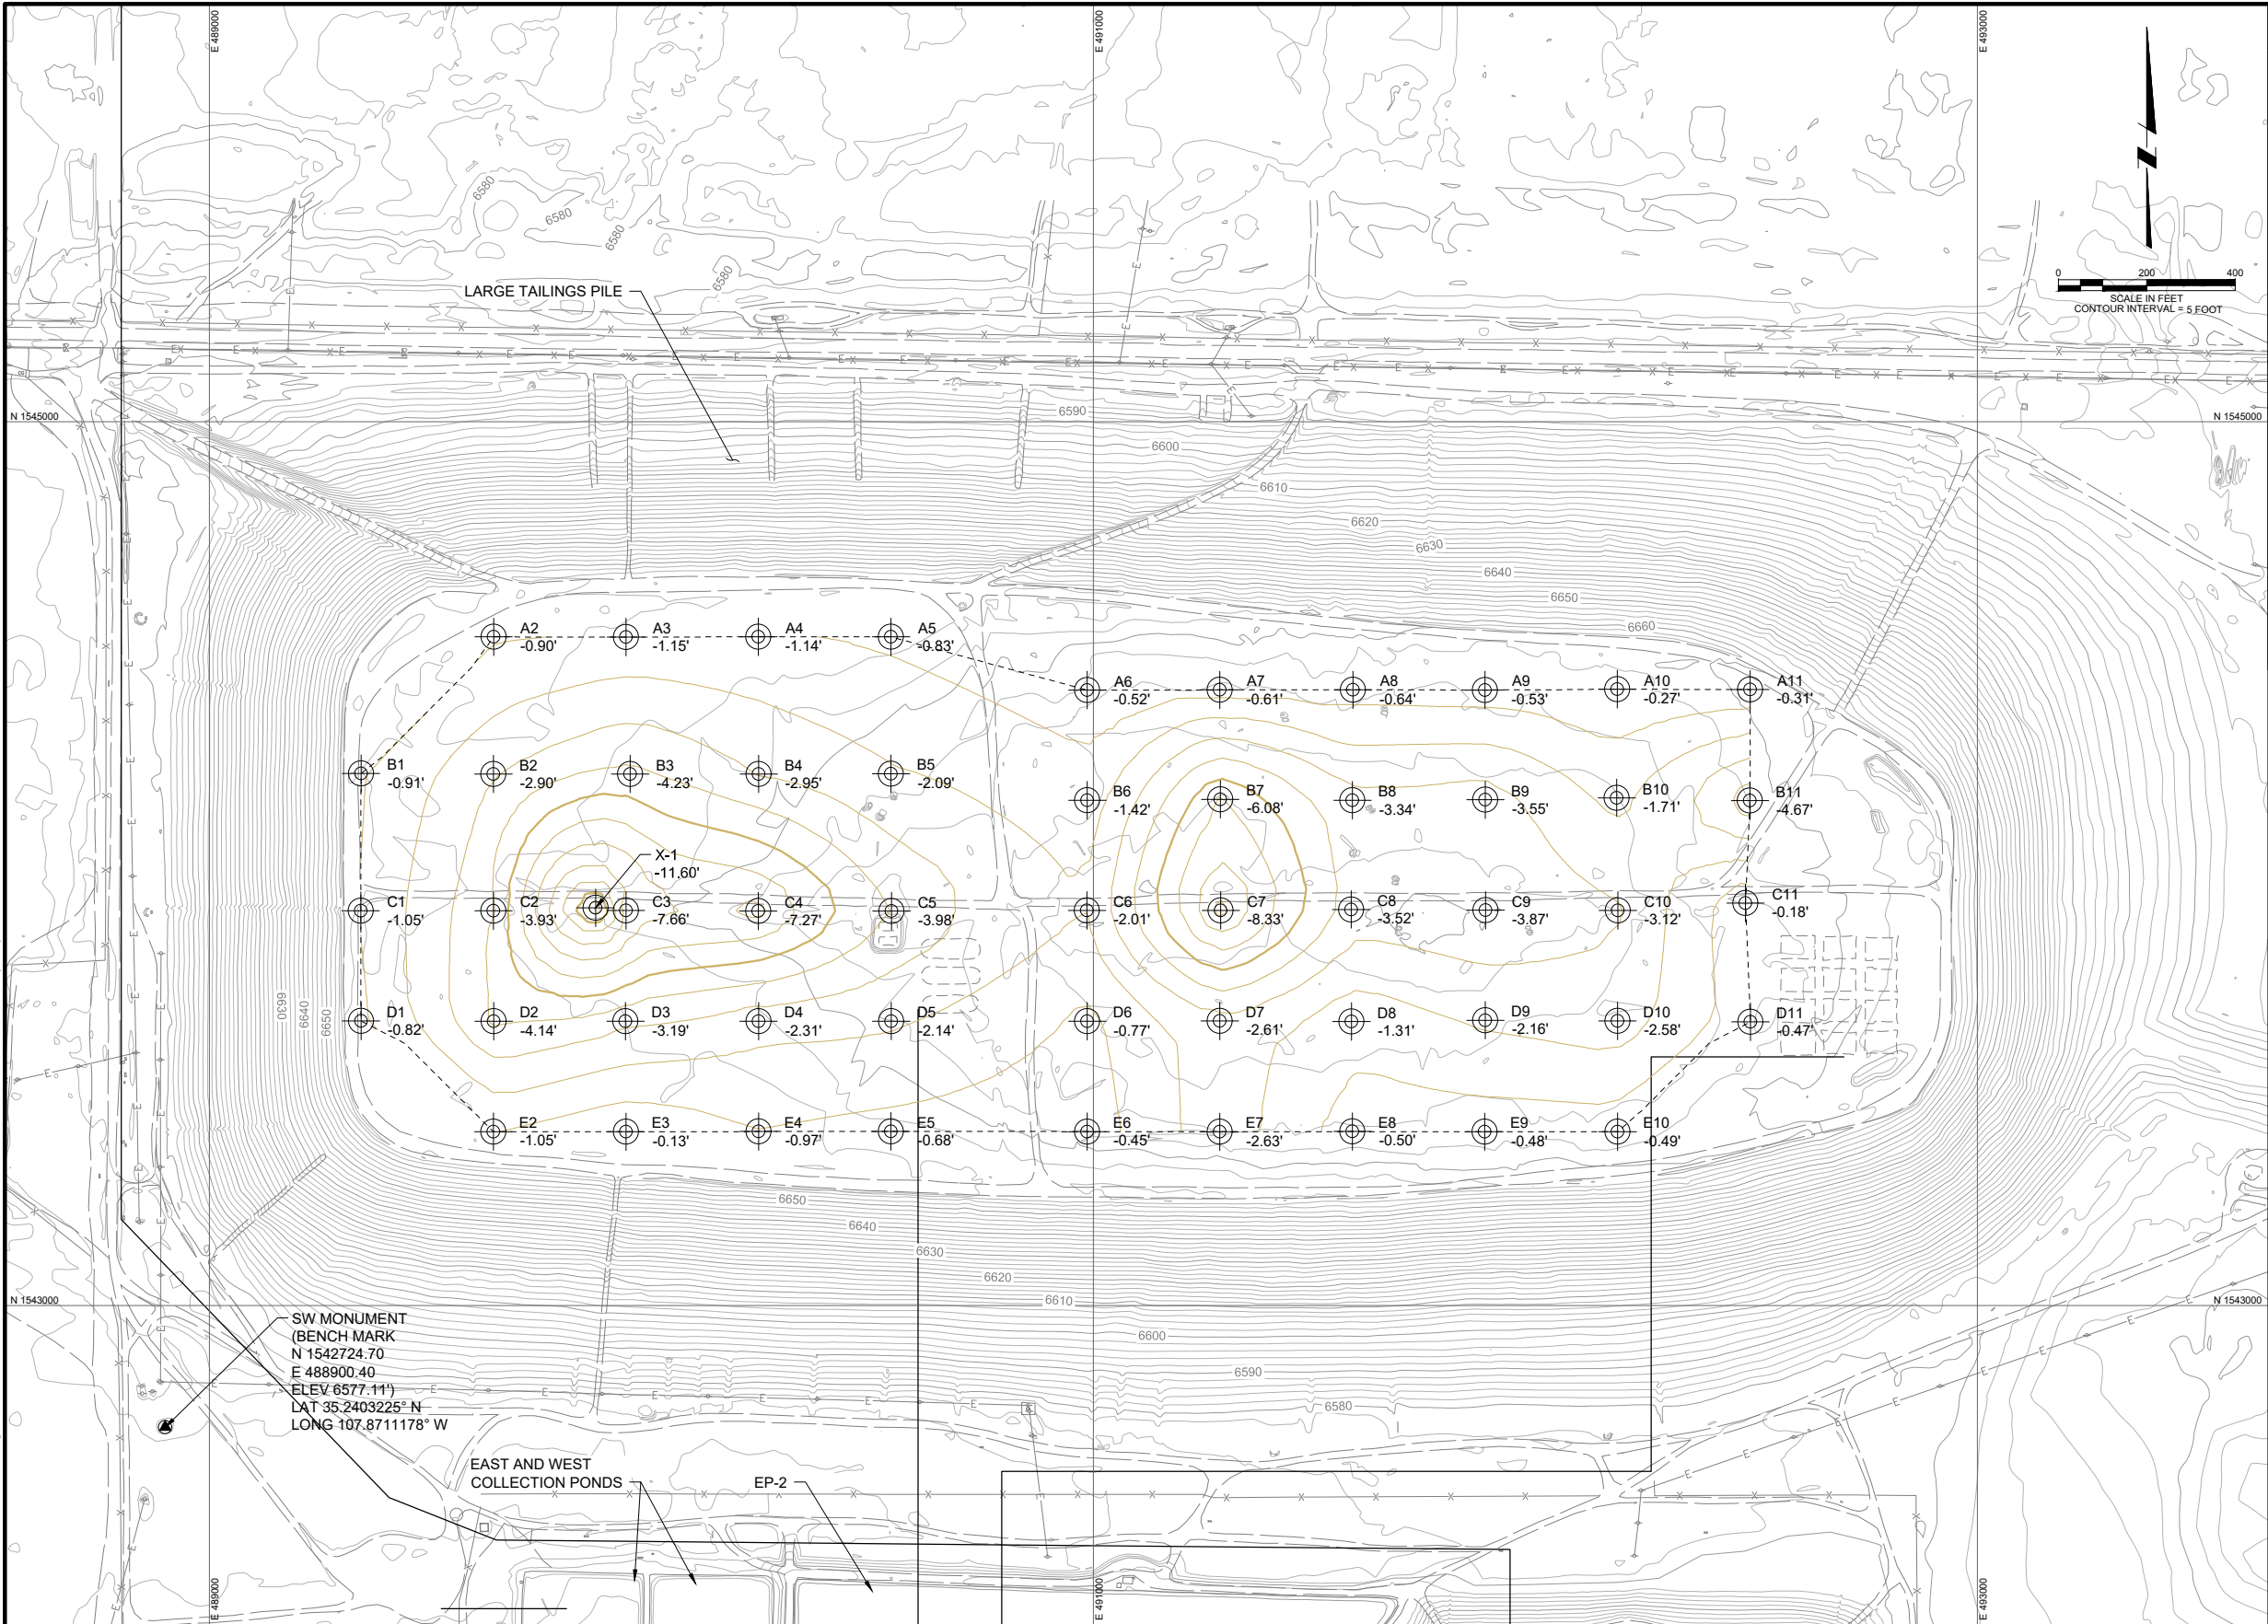 E 489000
E 491000
E 493000
0 200 400
SCALE IN FEET
CONTOUR INTERVAL = 5 FOOT
6580
6580
6580
6580
LARGE TAILINGS PILE
N 1545000
N 1545000
6590
6600
6610
6620
6630
6640
6650
6660
A2
-0.90'
A3
-1.15'
A4
-1.14'
A5
-0.83'
A6
-0.52'
A7
-0.61'
A8
-0.64'
A9
-0.53'
A10
-0.27'
A11
-0.31'
B1
-0.91'
B2
-2.90'
B3
-4.23'
B4
-2.95'
B5
-2.09'
B6
-1.42'
B7
-6.08'
B8
-3.34'
B9
-3.55'
B10
-1.71'
B11
-4.67'
X-1
-11.60'
C1
-1.05'
C2
-3.93'
C3
-7.66'
C4
-7.27'
C5
-3.98'
C6
-2.01'
C7
-8.33'
C8
-3.52'
C9
-3.87'
C10
-3.12'
C11
-0.18'
6630
6640
6650
D1
-0.82'
D2
-4.14'
D3
-3.19'
D4
-2.31'
D5
-2.14'
D6
-0.77'
D7
-2.61'
D8
-1.31'
D9
-2.16'
D10
-2.58'
D11
-0.47'
E2
-1.05'
E3
-0.13'
E4
-0.97'
E5
-0.68'
E6
-0.45'
E7
-2.63'
E8
-0.50'
E9
-0.48'
E10
-0.49'
6650
6640
6630
6620
6610
6600
6590
6580
N 1543000
N 1543000
SW MONUMENT
(BENCH MARK
N 1542724.70
E 488900.40
ELEV 6577.11')
LAT 35.2403225° N
LONG 107.8711178° W
EAST AND WEST
COLLECTION PONDS
EP-2
E 489000
E 491000
E 493000